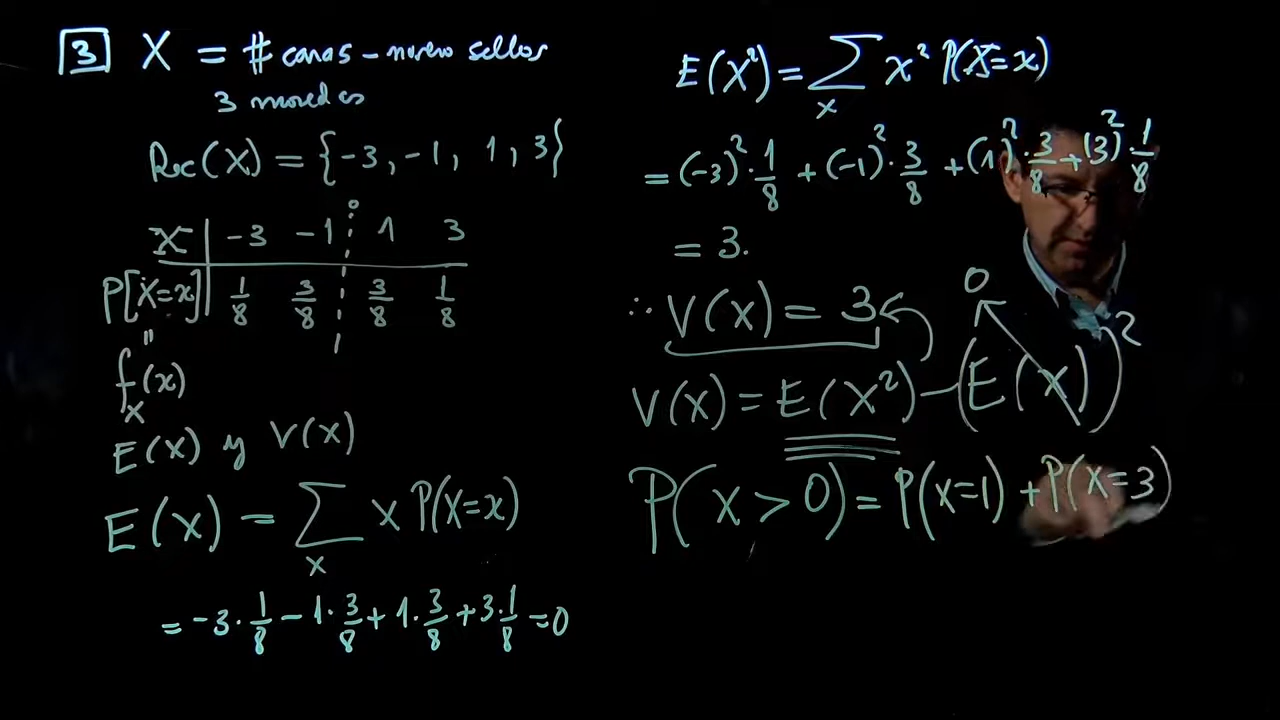 3 X = # caras - número sellos
3 monedas
Rec(X) = {-3, -1, 1, 3}
0
X | -3 -1 1 3
P[X=x] | 1/8 3/8 3/8 1/8
"
f_X(x)
E(X) y V(X)
E(X) = Σ_x x P(X=x)
= -3·1/8 - 1·3/8 + 1·3/8 + 3·1/8 = 0
E(X²) = Σ_x x² P(X=x)
= (-3)²·1/8 + (-1)²·3/8 + (1)²·3/8 + (3)²·1/8
= 3.
∴ V(X) = 3
0
V(X) = E(X²) - (E(X))²
P(X > 0) = P(X=1) + P(X=3)